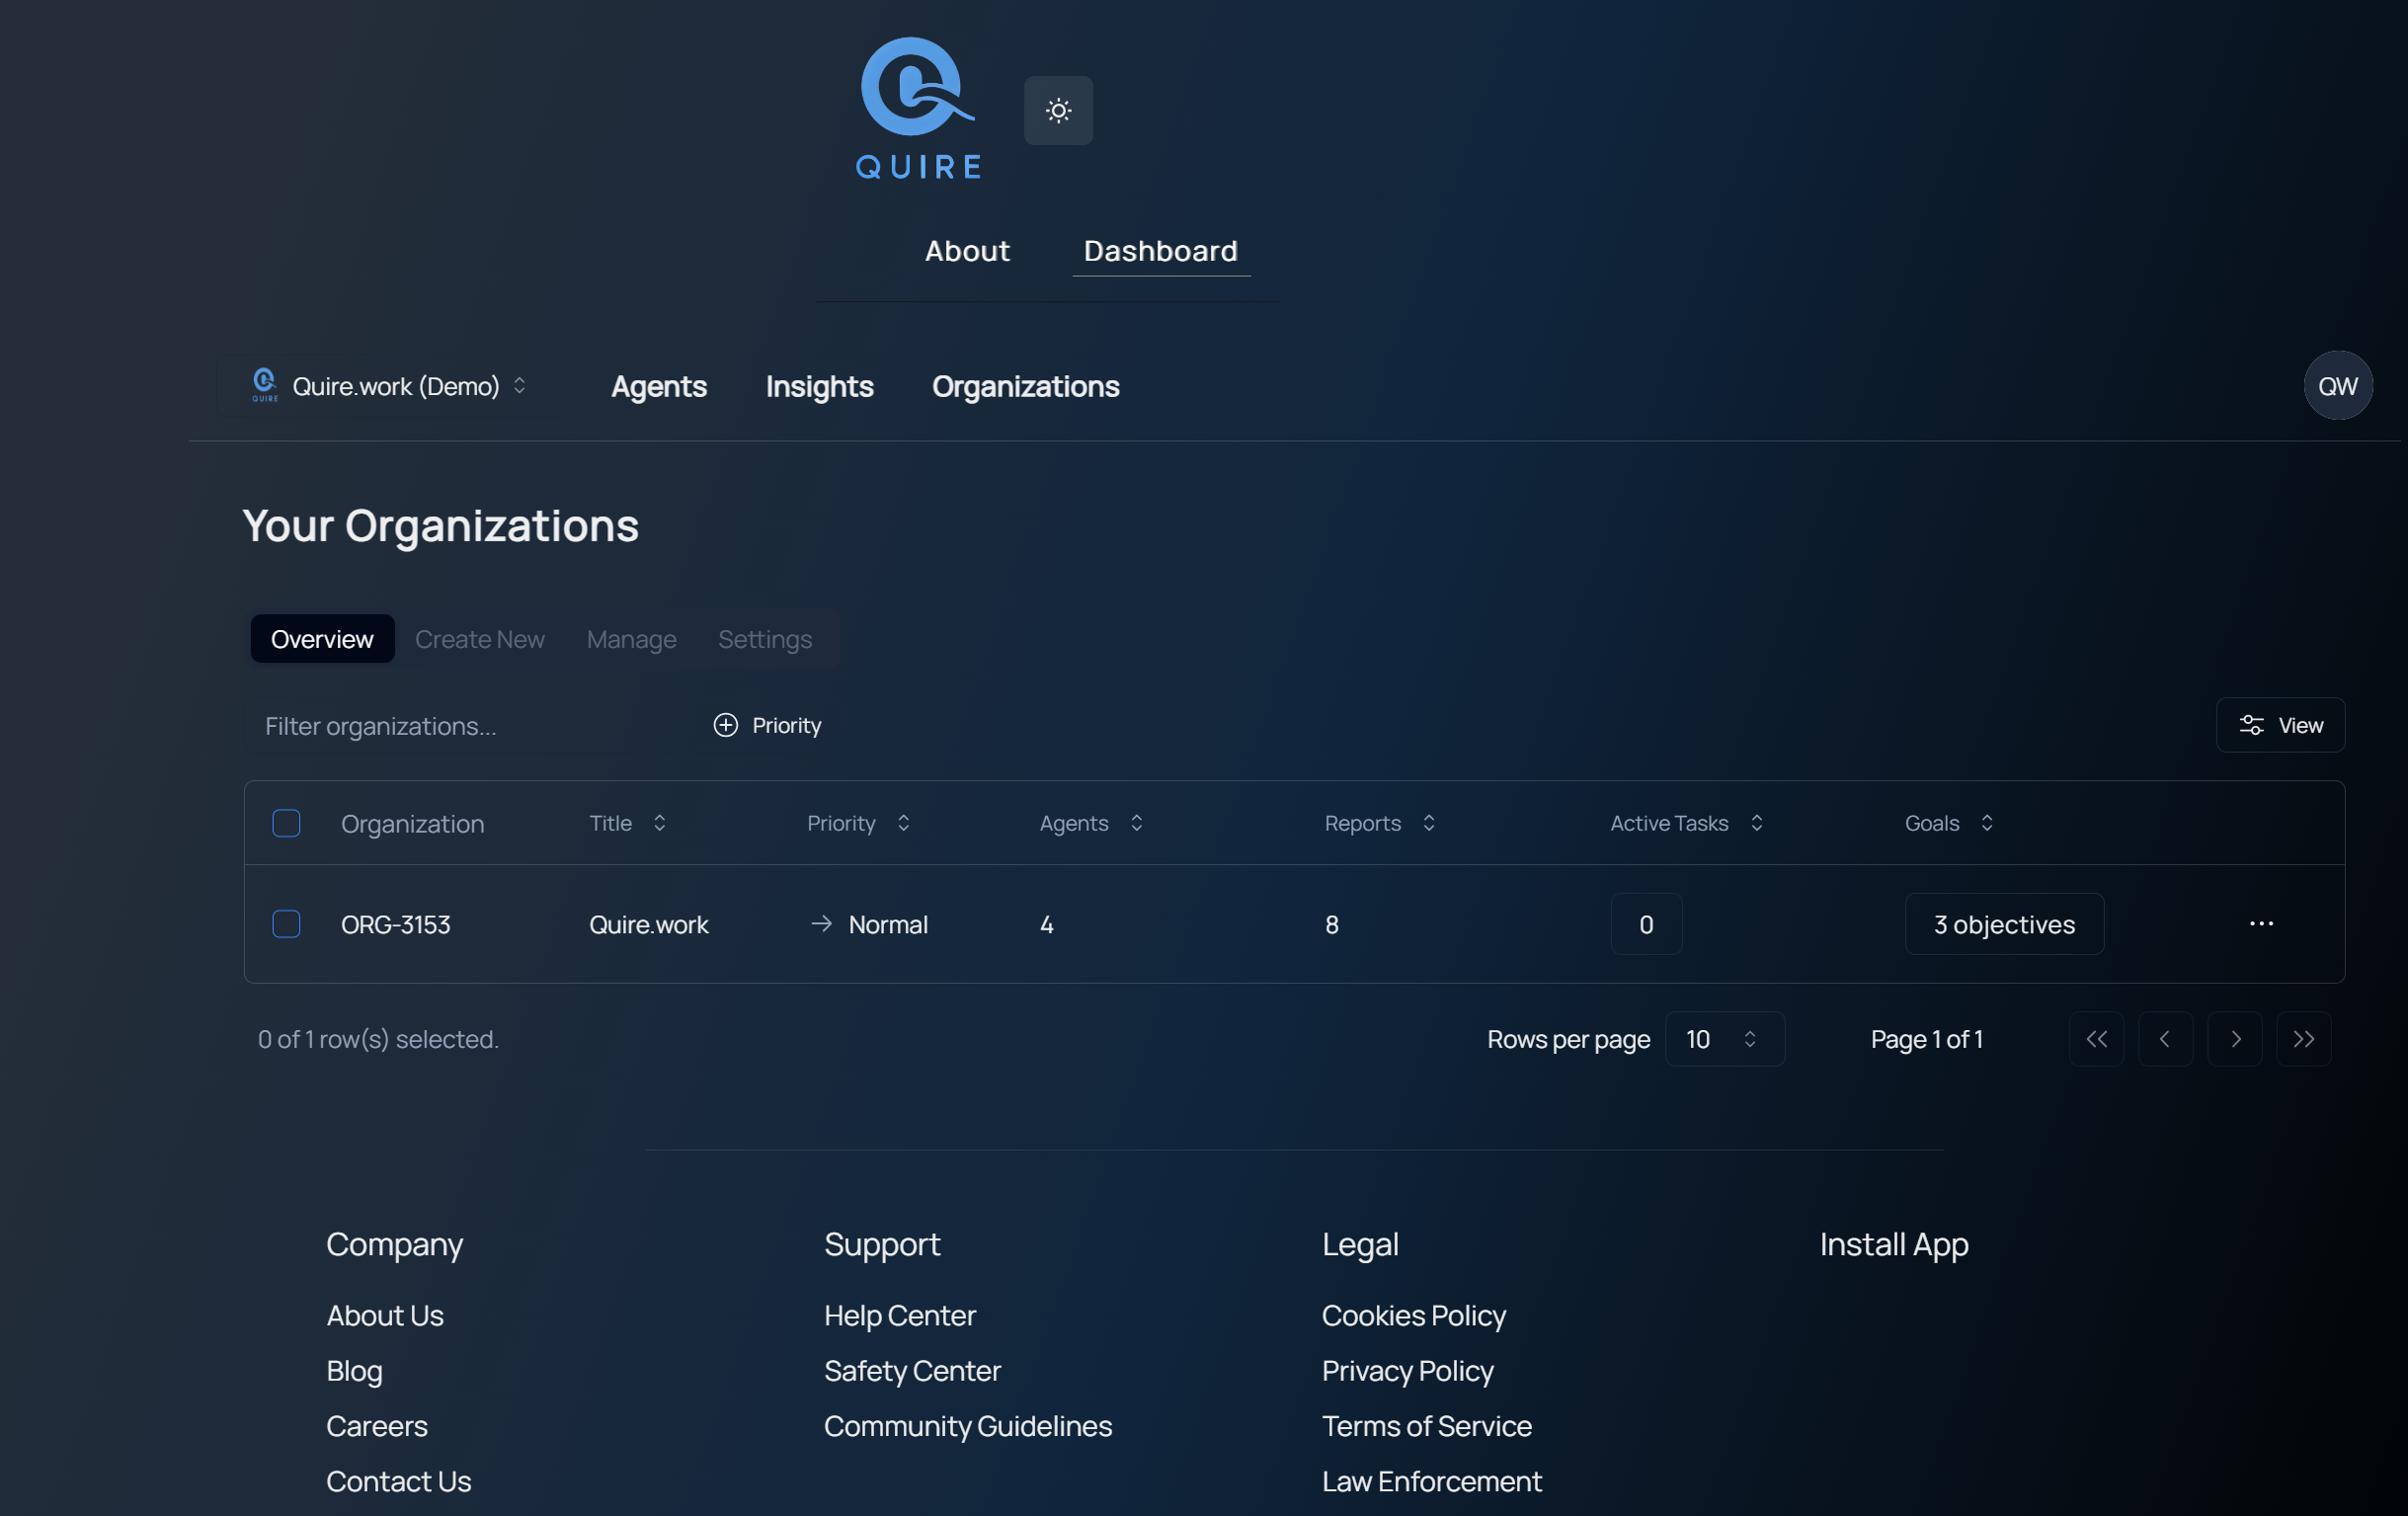 QUIRE
About Dashboard
QUIRE Quire.work (Demo) Agents Insights Organizations QW
Your Organizations
Overview Create New Manage Settings
Filter organizations... Priority View
Organization Title Priority Agents Reports Active Tasks Goals
ORG-3153 Quire.work Normal 4 8 0 3 objectives
0 of 1 row(s) selected. Rows per page 10 Page 1 of 1
Company Support Legal Install App
About Us Help Center Cookies Policy
Blog Safety Center Privacy Policy
Careers Community Guidelines Terms of Service
Contact Us Law Enforcement